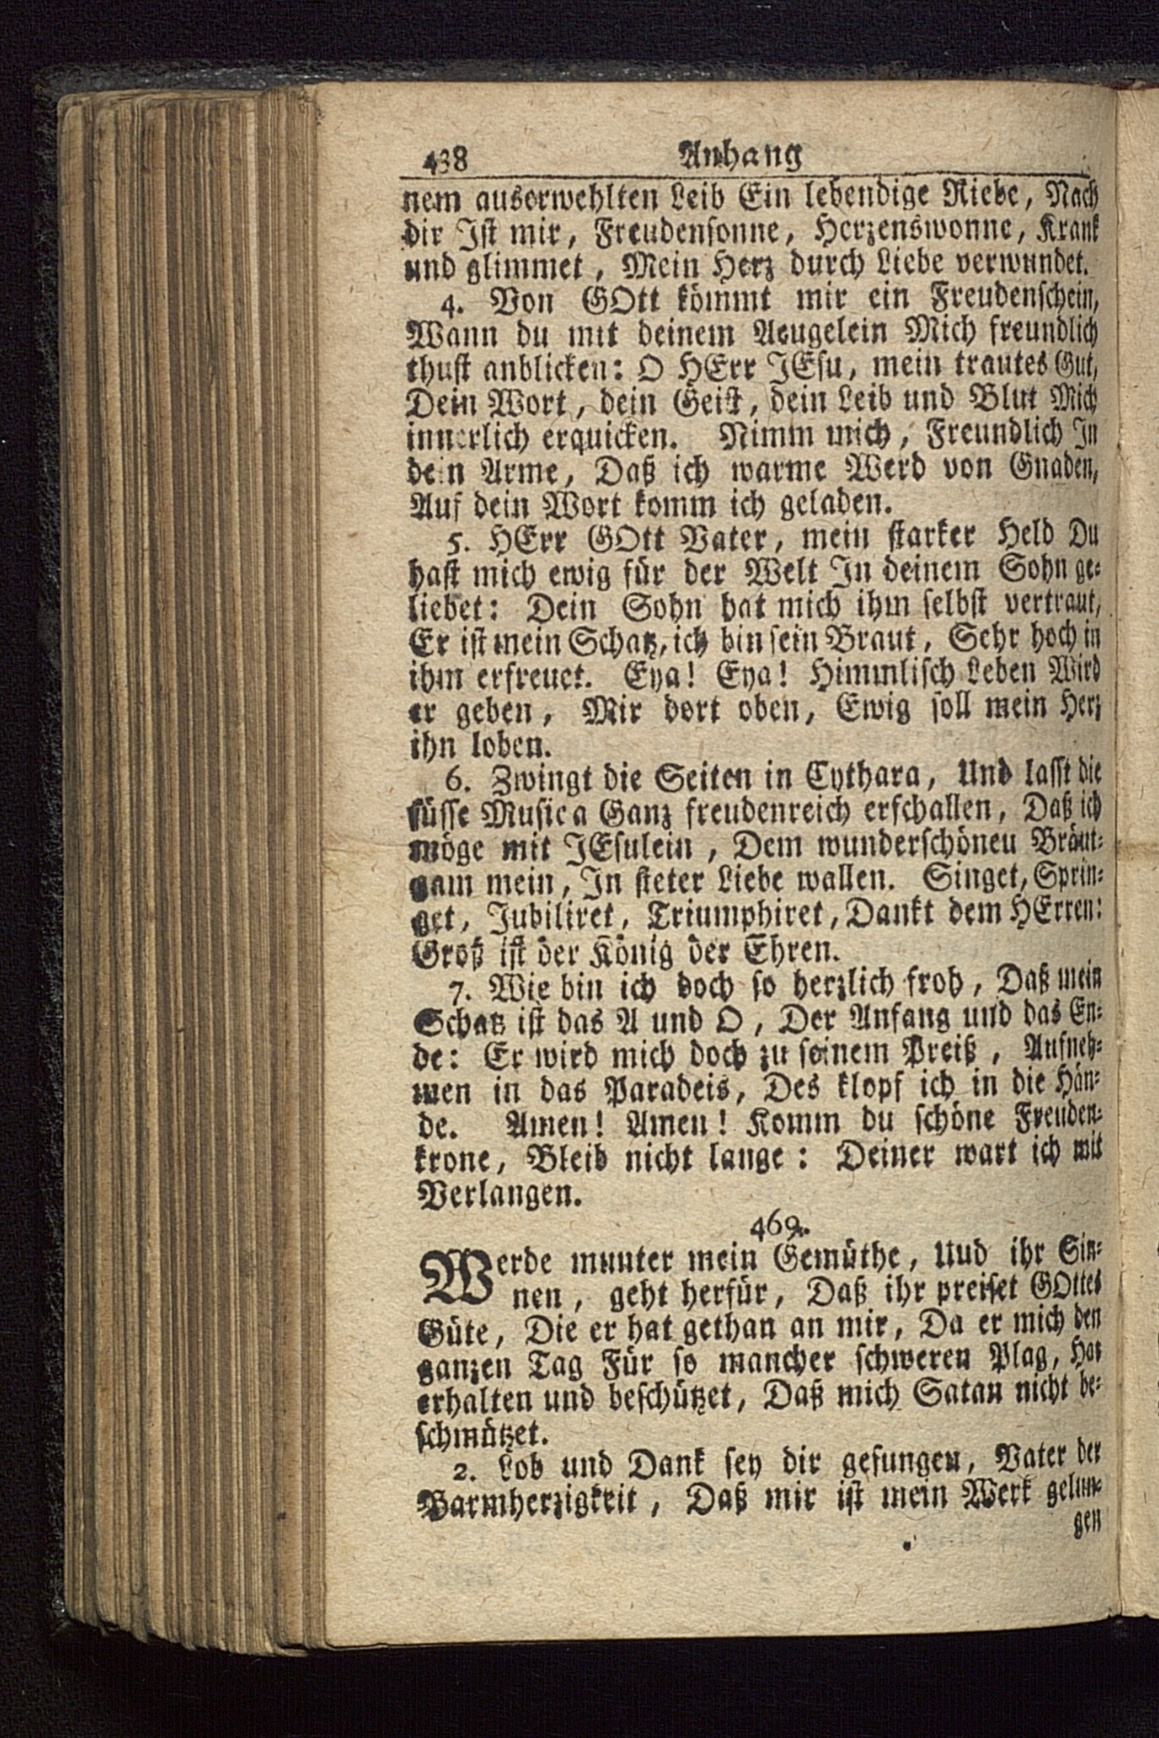 438 Anhang
nem auserwehlten Leib Ein lebendige Riebe, Nach
dir Ist mir, Freudensonne, Herzenswonne, Krank
und glimmet, Mein Herz durch Liebe verwundet.
4. Von GOtt kömmt mir ein Freudenschein,
Wann du mit deinem Aeugelein Mich freundlich
thust anblicken: O HErr JEsu, mein trautes Gut,
Dein Wort, dein Geist, dein Leib und Blut Mich
innerlich erquicken. Nimm mich, Freundlich In
dein Arme, Daß ich warme Werd von Gnaden,
Auf dein Wort komm ich geladen.
5. HErr GOtt Vater, mein starker Held Du
hast mich ewig für der Welt In deinem Sohn ge-
liebet: Dein Sohn hat mich ihm selbst vertraut,
Er ist mein Schatz, ich bin sein Braut, Sehr hoch in
ihm erfreuet. Eya! Eya! Himmlisch Leben Wird
er geben, Mir dort oben, Ewig soll mein Herz
ihn loben.
6. Zwingt die Seiten in Cythara, Und lasst die
süsse Musica Ganz freudenreich erschallen, Daß ich
möge mit JEsulein, Dem wunderschöneu Bräut-
gam mein, In steter Liebe wallen. Singet, Sprin-
get, Jubiliret, Triumphiret, Dankt dem HErren:
Groß ist der König der Ehren.
7. Wie bin ich doch so herzlich froh, Daß mein
Schatz ist das A und O, Der Anfang und das En-
de: Er wird mich doch zu seinem Preiß, Aufneh-
men in das Paradeis, Des klopf ich in die Hän-
de. Amen! Amen! Komm du schöne Freuden-
krone, Bleib nicht lange: Deiner wart ich mit
Verlangen.
469.
Werde munter mein Gemüthe, Uud ihr Sin-
nen, geht herfür, Daß ihr preiset GOttes
Güte, Die er hat gethan an mir, Da er mich den
ganzen Tag Für so mancher schweren Plag, Hat
erhalten und beschützet, Daß mich Satan nicht be-
schmützet.
2. Lob und Dank sey dir gesungen, Vater der
Barmherzigkeit, Daß mir ist mein Werk gelun-
gen